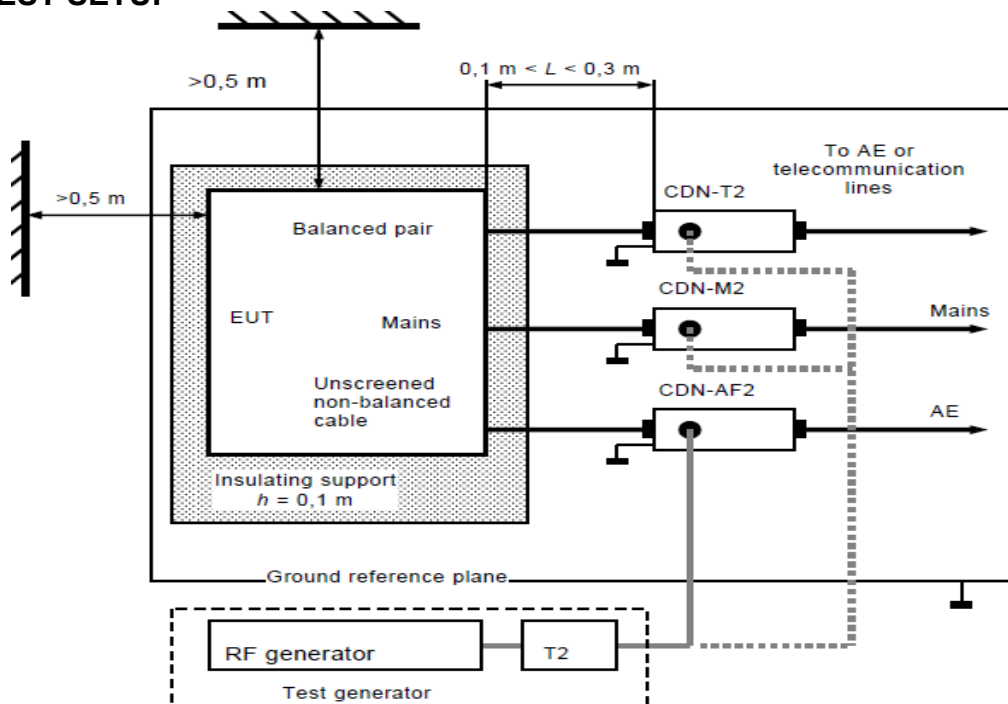 TEST SETUP
>0,5 m
0,1 m < L < 0,3 m
To AE or
telecommunication
lines
CDN-T2
>0,5 m
Balanced pair
CDN-M2
EUT
Mains
Mains
Unscreened
non-balanced
cable
CDN-AF2
AE
Insulating support
h = 0,1 m
Ground reference plane
RF generator
T2
Test generator